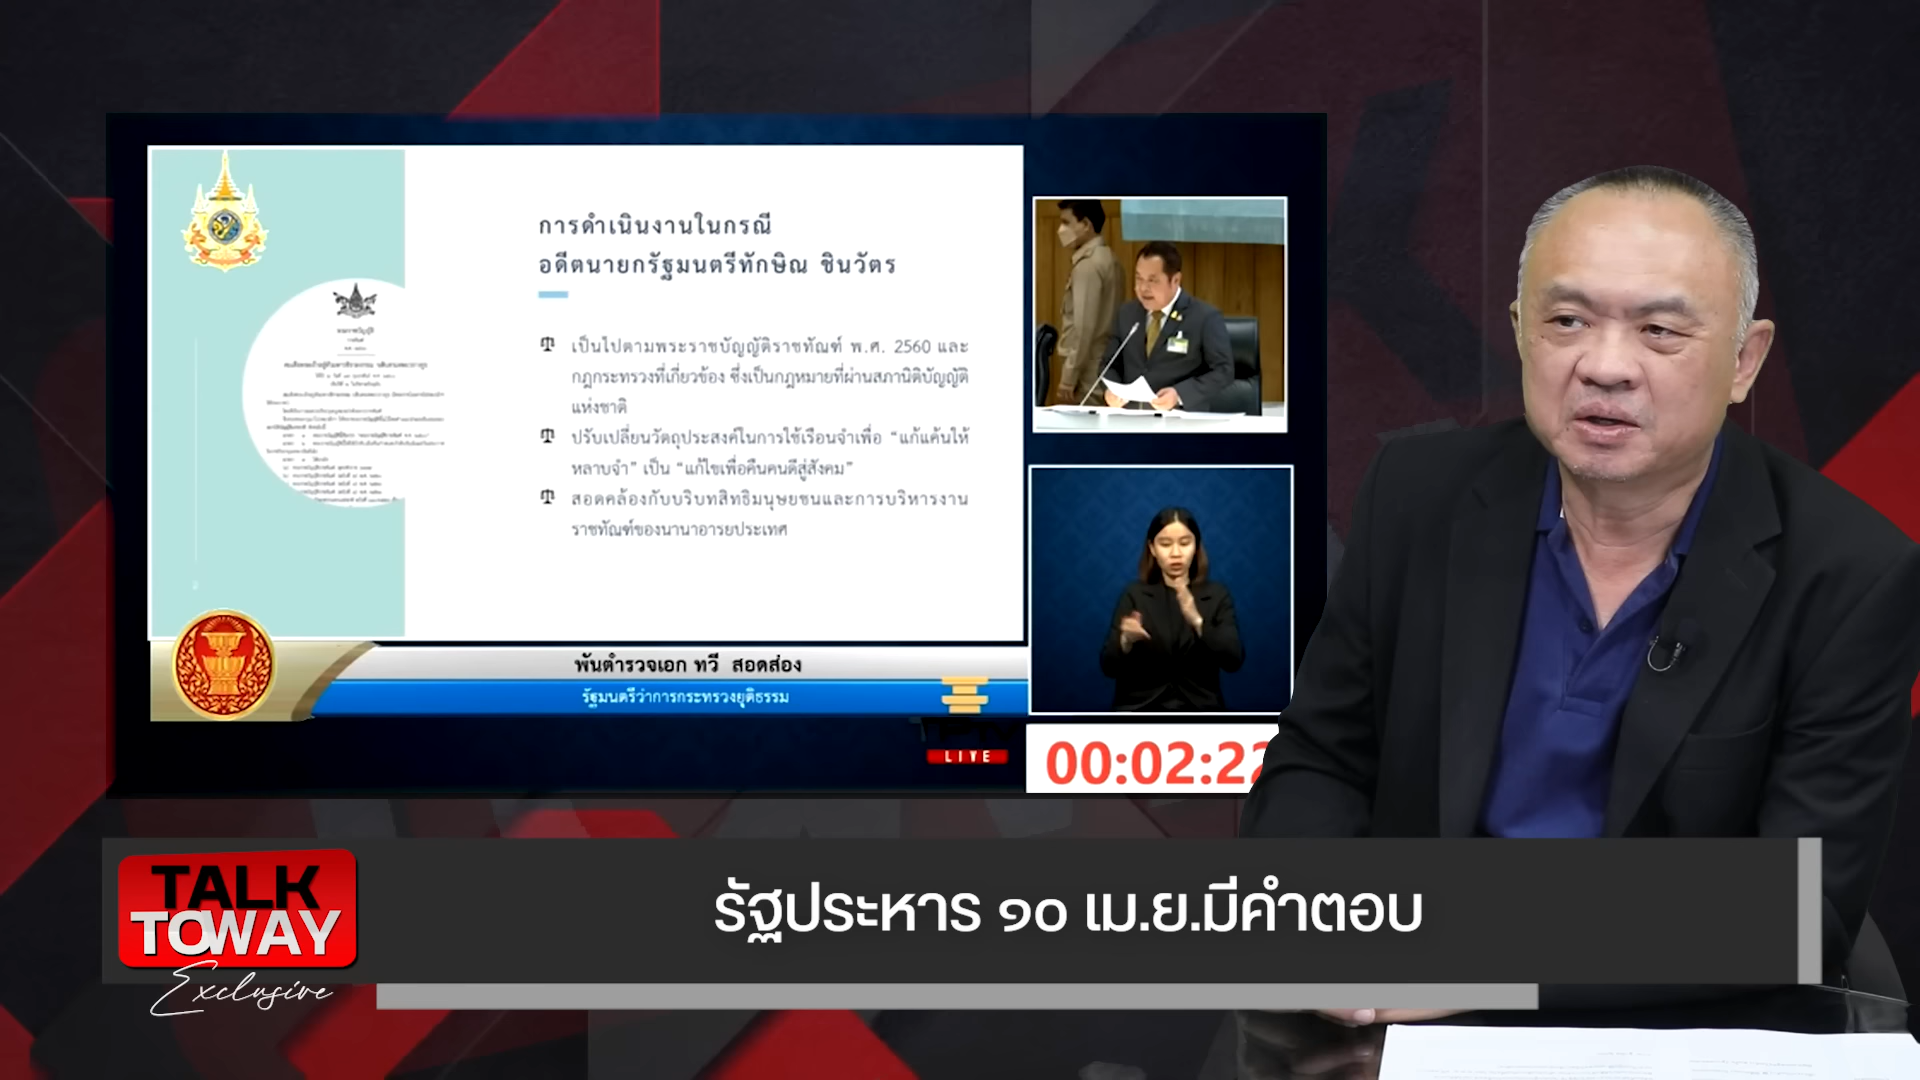 การดำเนินงานในกรณี
อดีตนายกรัฐมนตรีทักษิณ ชินวัตร
เป็นไปตามพระราชบัญญัติราชทัณฑ์ พ.ศ. 2560 และ
กฎกระทรวงที่เกี่ยวข้อง ซึ่งเป็นกฎหมายที่ผ่านสภานิติบัญญัติ
แห่งชาติ
ปรับเปลี่ยนวัตถุประสงค์ในการใช้เรือนจำเพื่อ “แก้แค้นให้
หลาบจำ” เป็น “แก้ไขเพื่อคืนคนดีสู่สังคม”
สอดคล้องกับบริบทสิทธิมนุษยชนและการบริหารงาน
ราชทัณฑ์ของนานาอารยประเทศ
พันตำรวจเอก ทวี สอดส่อง
รัฐมนตรีว่าการกระทรวงยุติธรรม
LIVE
00:02:22
TALK
TOWAY
Exclusive
รัฐประหาร ๑๐ เม.ย.มีคำตอบ